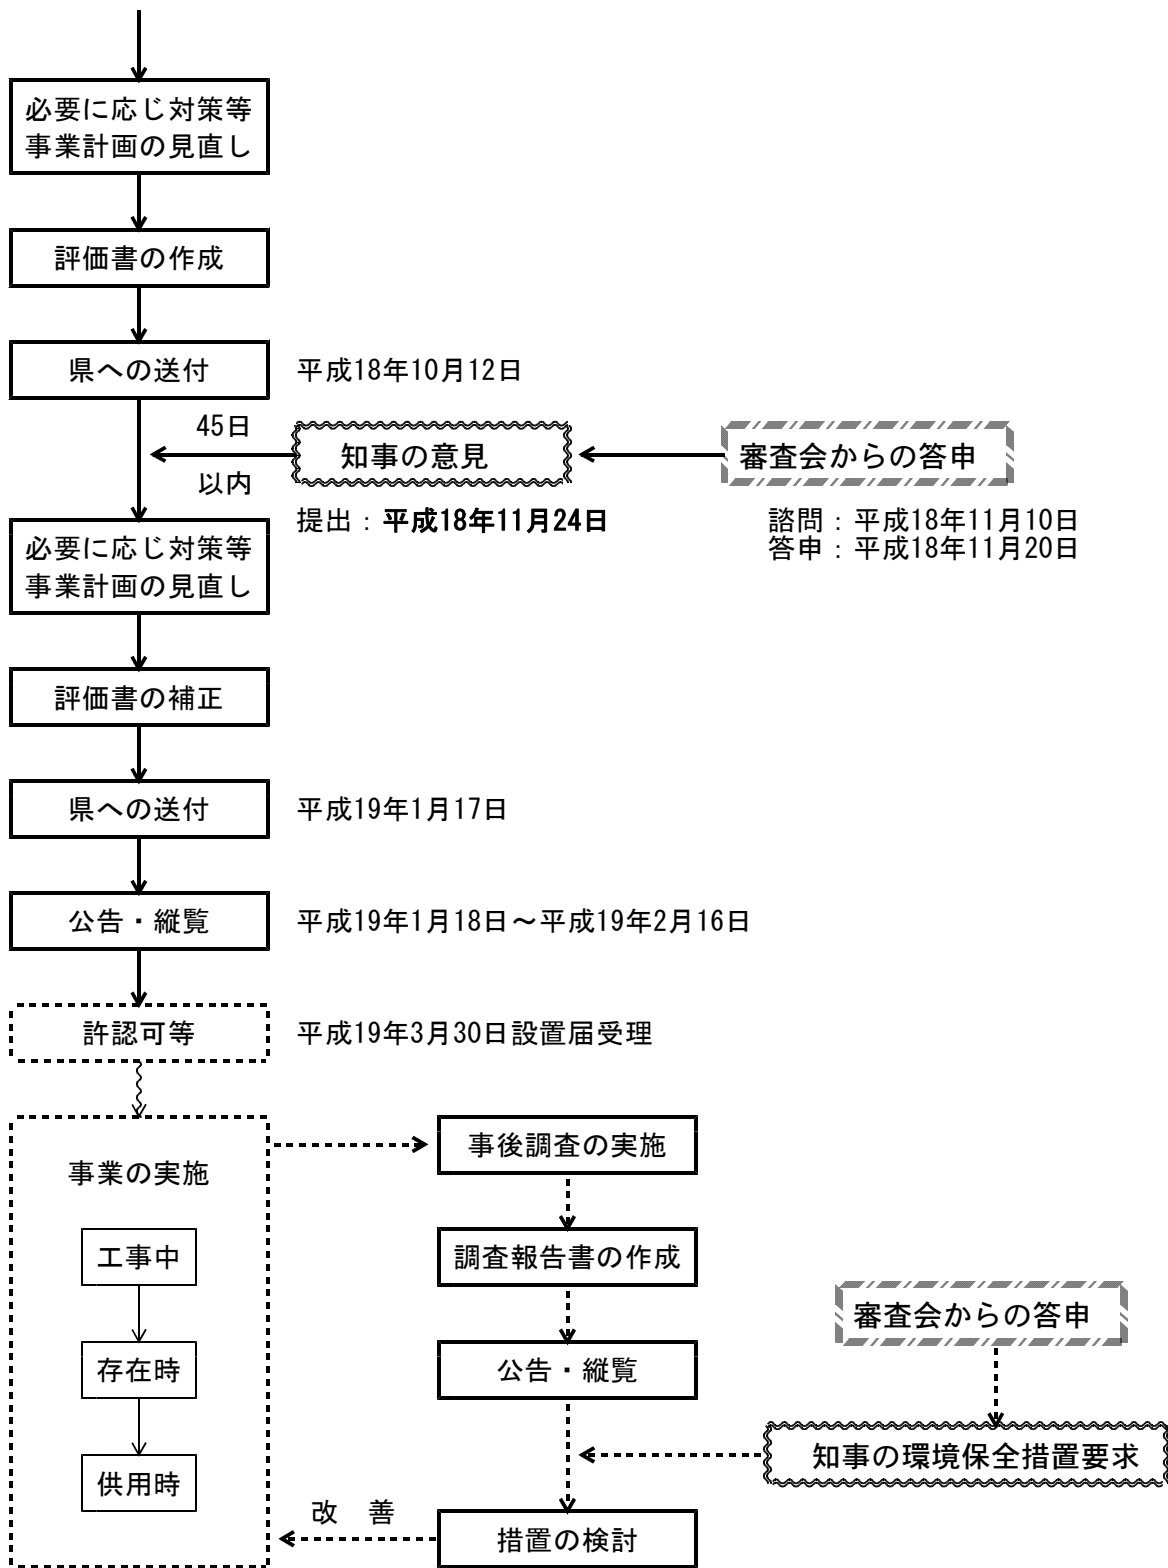 必要に応じ対策等
事業計画の見直し
評価書の作成
県への送付
平成18年10月12日
45日
以内
知事の意見
審査会からの答申
提出：平成18年11月24日
諮問：平成18年11月10日
答申：平成18年11月20日
必要に応じ対策等
事業計画の見直し
評価書の補正
県への送付
平成19年1月17日
公告・縦覧
平成19年1月18日～平成19年2月16日
許認可等
平成19年3月30日設置届受理
事業の実施
工事中
存在時
供用時
事後調査の実施
調査報告書の作成
公告・縦覧
審査会からの答申
知事の環境保全措置要求
改　善
措置の検討